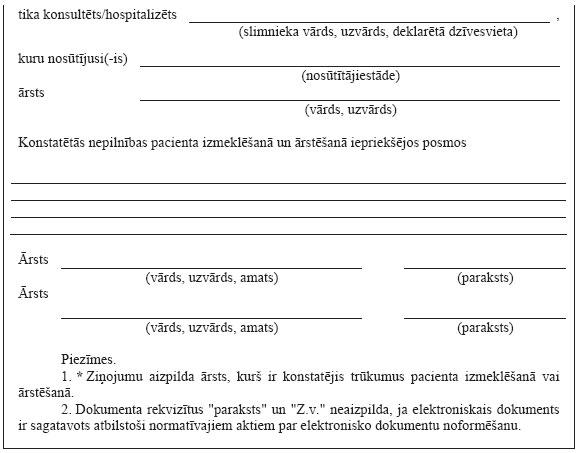 tika konsultēts/hospitalizēts ,
(slimnieka vārds, uzvārds, deklarētā dzīvesvieta)
kuru nosūtījusi(-is)
(nosūtītājiestāde)
ārsts
(vārds, uzvārds)
Konstatētās nepilnības pacienta izmeklēšanā un ārstēšanā iepriekšējos posmos
Ārsts
(vārds, uzvārds, amats) (paraksts)
Ārsts
(vārds, uzvārds, amats) (paraksts)
Piezīmes.
1. * Ziņojumu aizpilda ārsts, kurš ir konstatējis trūkumus pacienta izmeklēšanā vai
ārstēšanā.
2. Dokumenta rekvizītus "paraksts" un "Z.v." neaizpilda, ja elektroniskais dokuments
ir sagatavots atbilstoši normatīvajiem aktiem par elektronisko dokumentu noformēšanu.